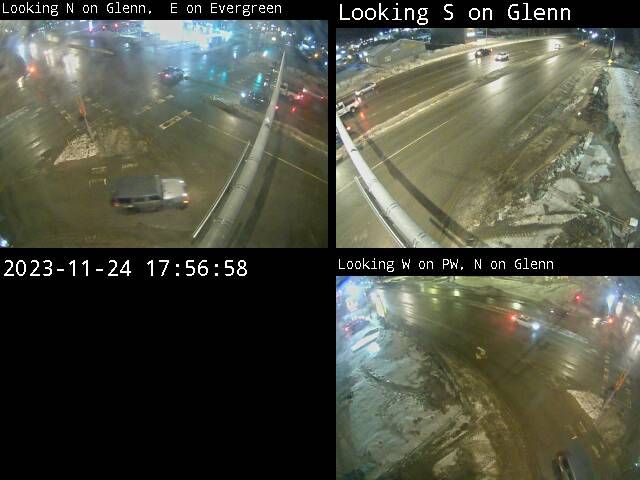 Looking N on Glenn,  E on Evergreen
Looking S on Glenn
2023-11-24 17:56:58
Looking W on PW, N on Glenn